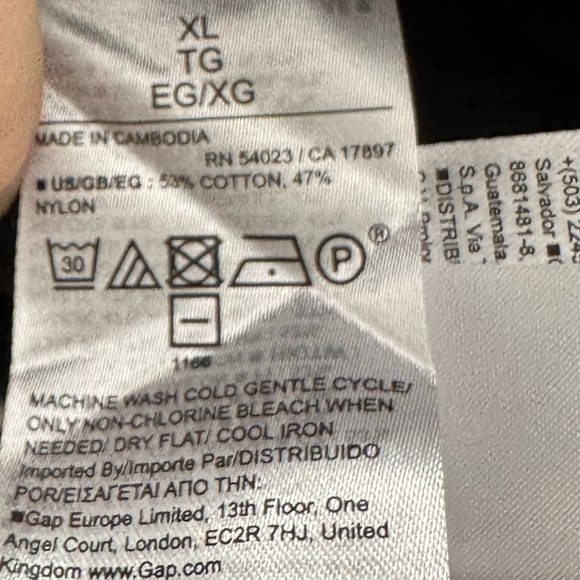 XL
TG
EG/XG
MADE IN CAMBODIA
RN 54023 / CA 17897
■ US/GB/EG : 53% COTTON, 47%
NYLON
30
P
®
1166
MACHINE WASH COLD GENTLE CYCLE/
ONLY NON-CHLORINE BLEACH WHEN
NEEDED/ DRY FLAT/ COOL IRON
Imported By/Importe Par/DISTRIBUIDO
POR/ΕΙΣΑΓΕΤΑΙ ΑΠΟ ΤΗΝ:
■Gap Europe Limited, 13th Floor, One
Angel Court, London, EC2R 7HJ, United
Kingdom www.Gap.com
+(503)
Salvador ■
8681481-8,
Guatemala
S.p.A. Via
■DISTRIB